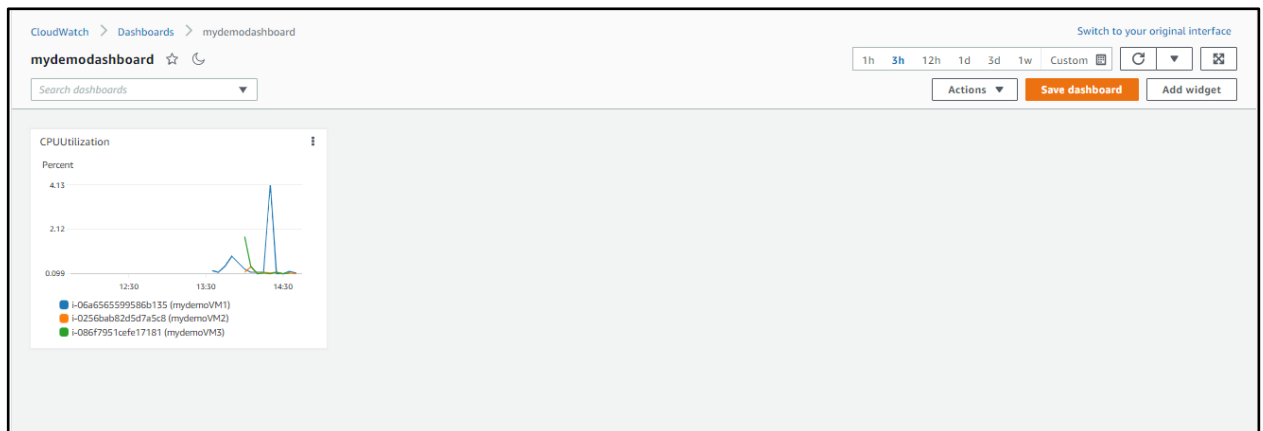 CloudWatch > Dashboards > mydemodashboard
Switch to your original interface
mydemodashboard
1h 3h 12h 1d 3d 1w Custom
Search dashboards
Actions Save dashboard Add widget
CPUUtilization
Percent
4.13
2.12
0.099
12:30 13:30 14:30
i-06a6565599586b135 (mydemoVM1)
i-0256bab82d5d7a5c8 (mydemoVM2)
i-086f7951cefe17181 (mydemoVM3)